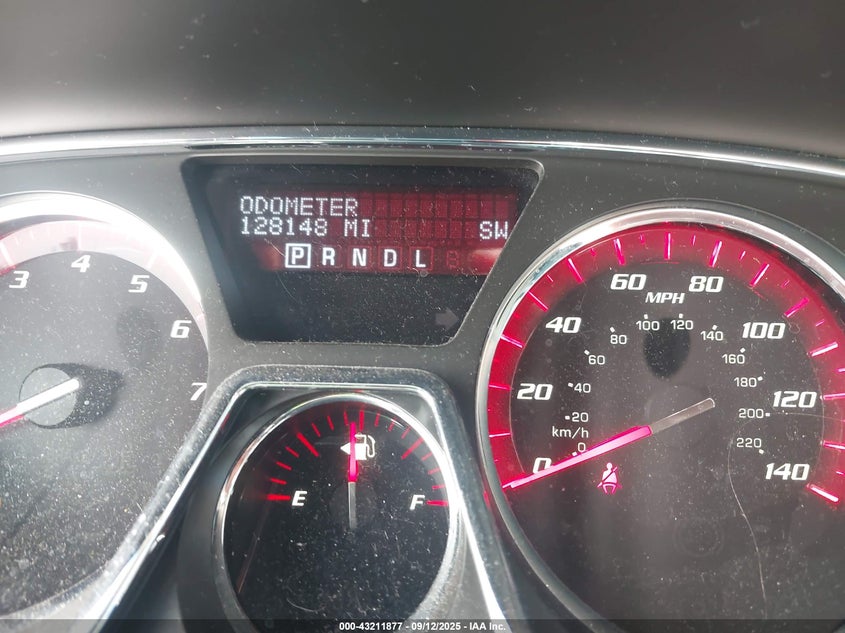 ODOMETER
128148 MI SW
P R N D L
3 4 5 6 7
E F
0 20 40 60 80 100 120 140
MPH
0 20 40 60 80 100 120 140 160 180 200 220
km/h
000-43211877 - 09/12/2025 - IAA Inc.